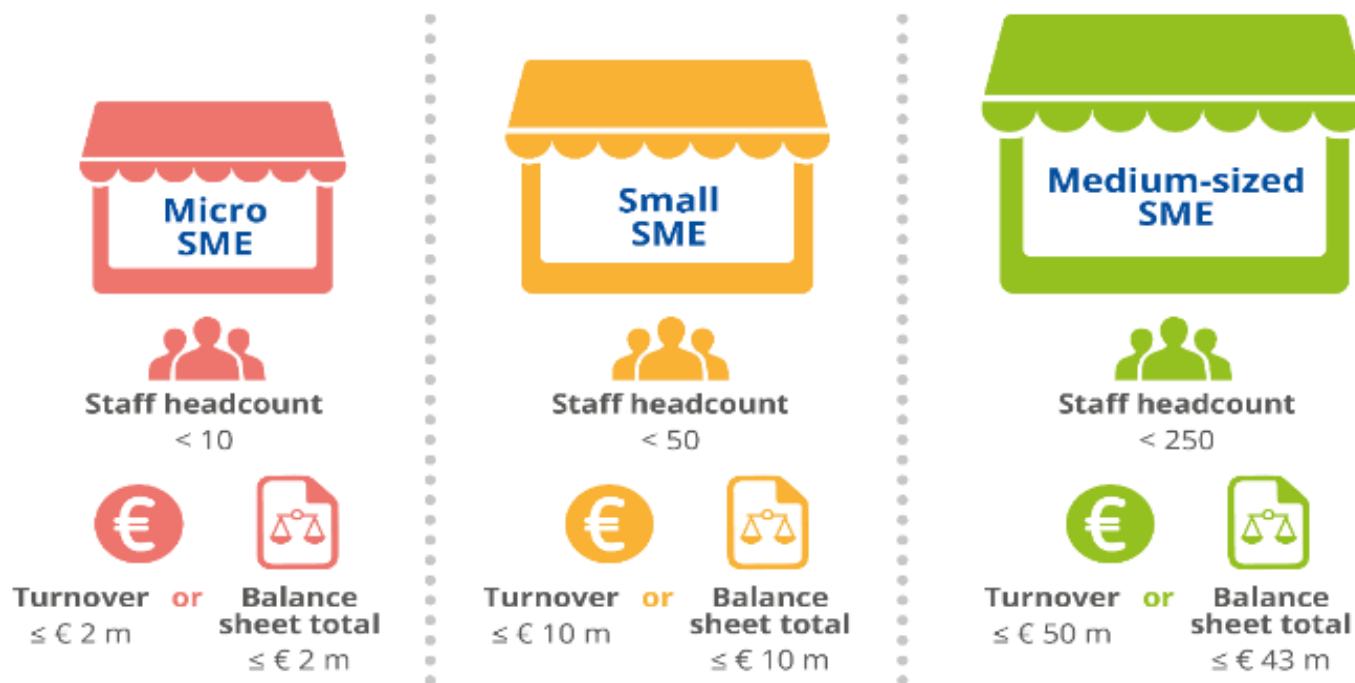 Micro
SME
Staff headcount
< 10
€
Turnover or Balance
sheet total
≤ € 2 m
≤ € 2 m
Small
SME
Staff headcount
< 50
€
Turnover or Balance
sheet total
≤ € 10 m
≤ € 10 m
Medium-sized
SME
Staff headcount
< 250
€
Turnover or Balance
sheet total
≤ € 50 m
≤ € 43 m